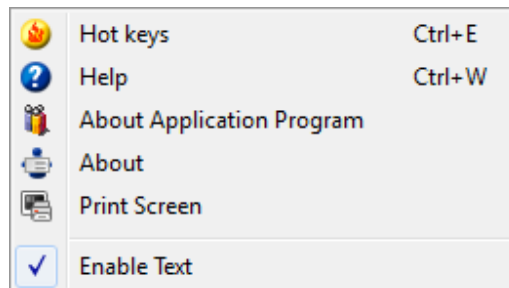 Hot keys Ctrl+E
Help Ctrl+W
About Application Program
About
Print Screen
Enable Text